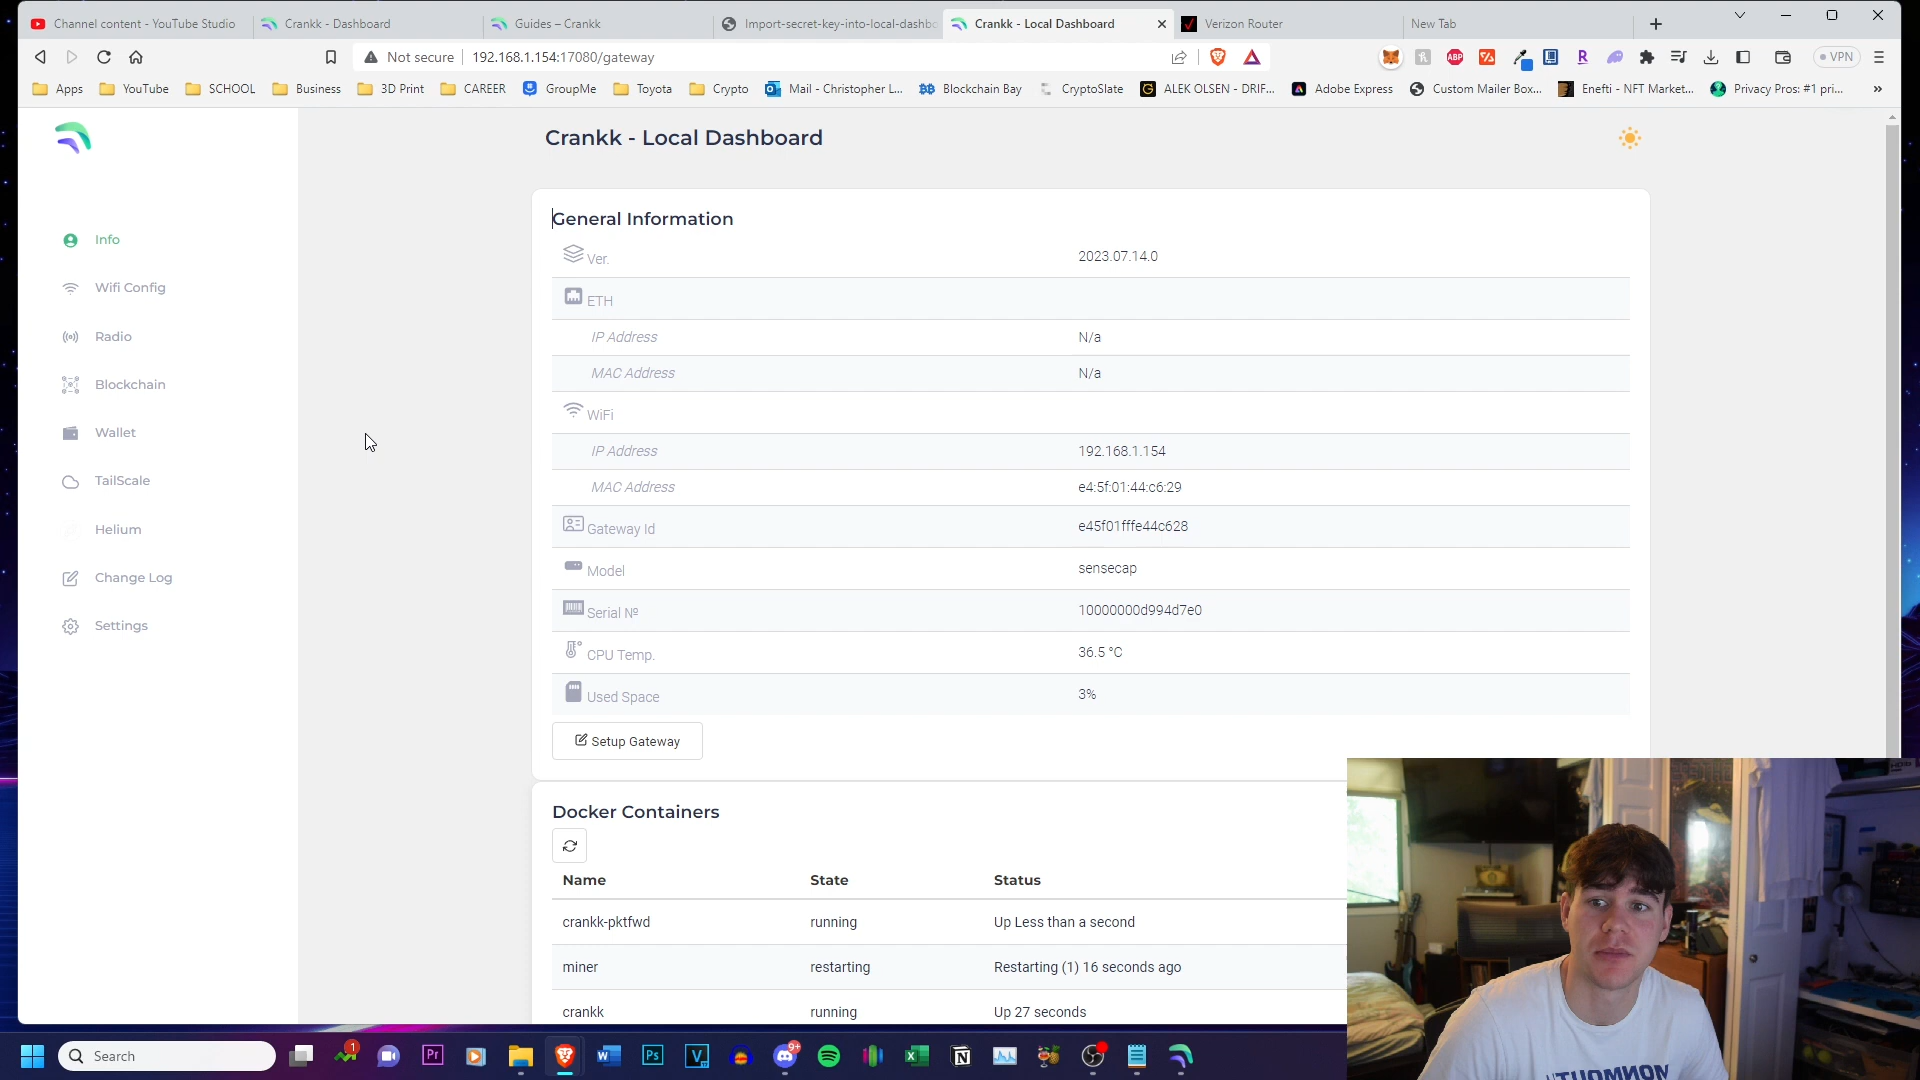 Channel content - YouTube Studio
Crankk - Dashboard
Guides – Crankk
Import-secret-key-into-local-dashbo
Crankk - Local Dashboard
Verizon Router
New Tab
Not secure
192.168.1.154:17080/gateway
VPN
Apps
YouTube
SCHOOL
Business
3D Print
CAREER
GroupMe
Toyota
Crypto
Mail - Christopher L...
Blockchain Bay
CryptoSlate
ALEK OLSEN - DRIF...
Adobe Express
Custom Mailer Box...
Enefti - NFT Market...
Privacy Pros: #1 pri...
»
Crankk - Local Dashboard
Info
Wifi Config
Radio
Blockchain
Wallet
TailScale
Helium
Change Log
Settings
General Information
Ver. 2023.07.14.0
ETH
IP Address N/a
MAC Address N/a
WiFi
IP Address 192.168.1.154
MAC Address e4:5f:01:44:c6:29
Gateway Id e45f01fffe44c628
Model sensecap
Serial № 10000000d994d7e0
CPU Temp. 36.5 °C
Used Space 3%
Setup Gateway
Docker Containers
Name State Status
crankk-pktfwd running Up Less than a second
miner restarting Restarting (1) 16 seconds ago
crankk running Up 27 seconds
Search
1
9+